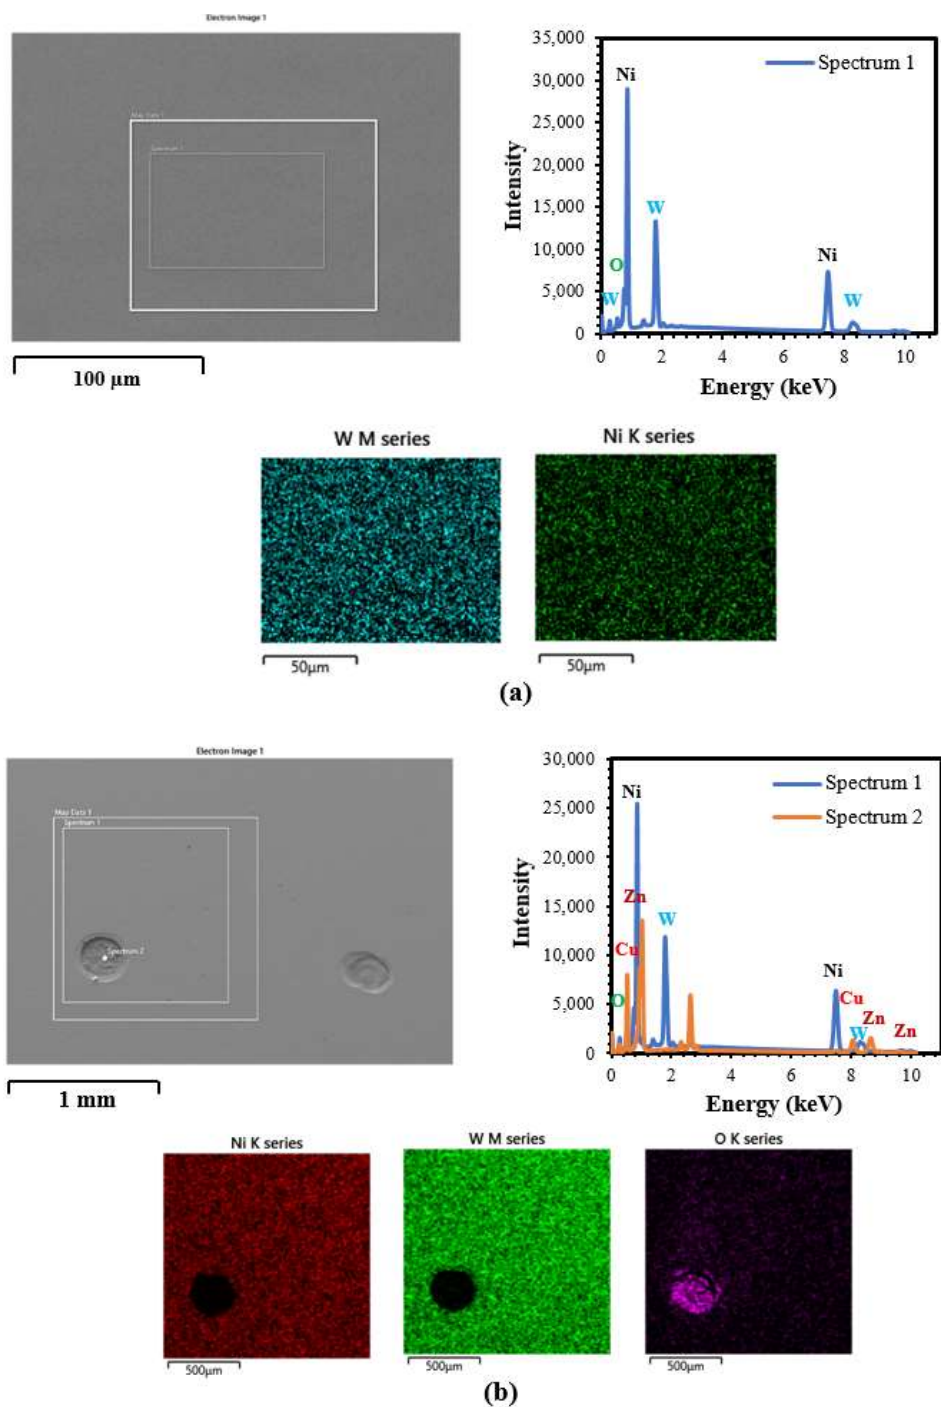 Electron Image 1
Map Data 1
Spectrum 1
100 µm
35,000
30,000
25,000
20,000
15,000
10,000
5,000
0
Intensity
Ni
W
O
W
Ni
W
Spectrum 1
0 2 4 6 8 10
Energy (keV)
W M series
Ni K series
50µm
50µm
(a)
Electron Image 1
Map Data 1
Spectrum 1
Spectrum 2
1 mm
30,000
25,000
20,000
15,000
10,000
5,000
0
Intensity
Ni
Zn
W
Cu
O
Ni
Cu
W
Zn
Zn
Spectrum 1
Spectrum 2
0 2 4 6 8 10
Energy (keV)
Ni K series
W M series
O K series
500µm
500µm
500µm
(b)